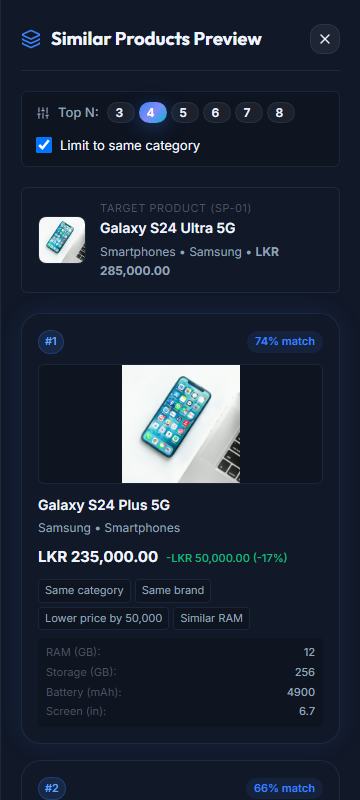 Similar Products Preview
Top N: 3 4 5 6 7 8
Limit to same category
TARGET PRODUCT (SP-01)
Galaxy S24 Ultra 5G
Smartphones • Samsung • LKR
285,000.00
#1 74% match
Galaxy S24 Plus 5G
Samsung • Smartphones
LKR 235,000.00 -LKR 50,000.00 (-17%)
Same category Same brand
Lower price by 50,000 Similar RAM
RAM (GB): 12
Storage (GB): 256
Battery (mAh): 4900
Screen (in): 6.7
#2 66% match